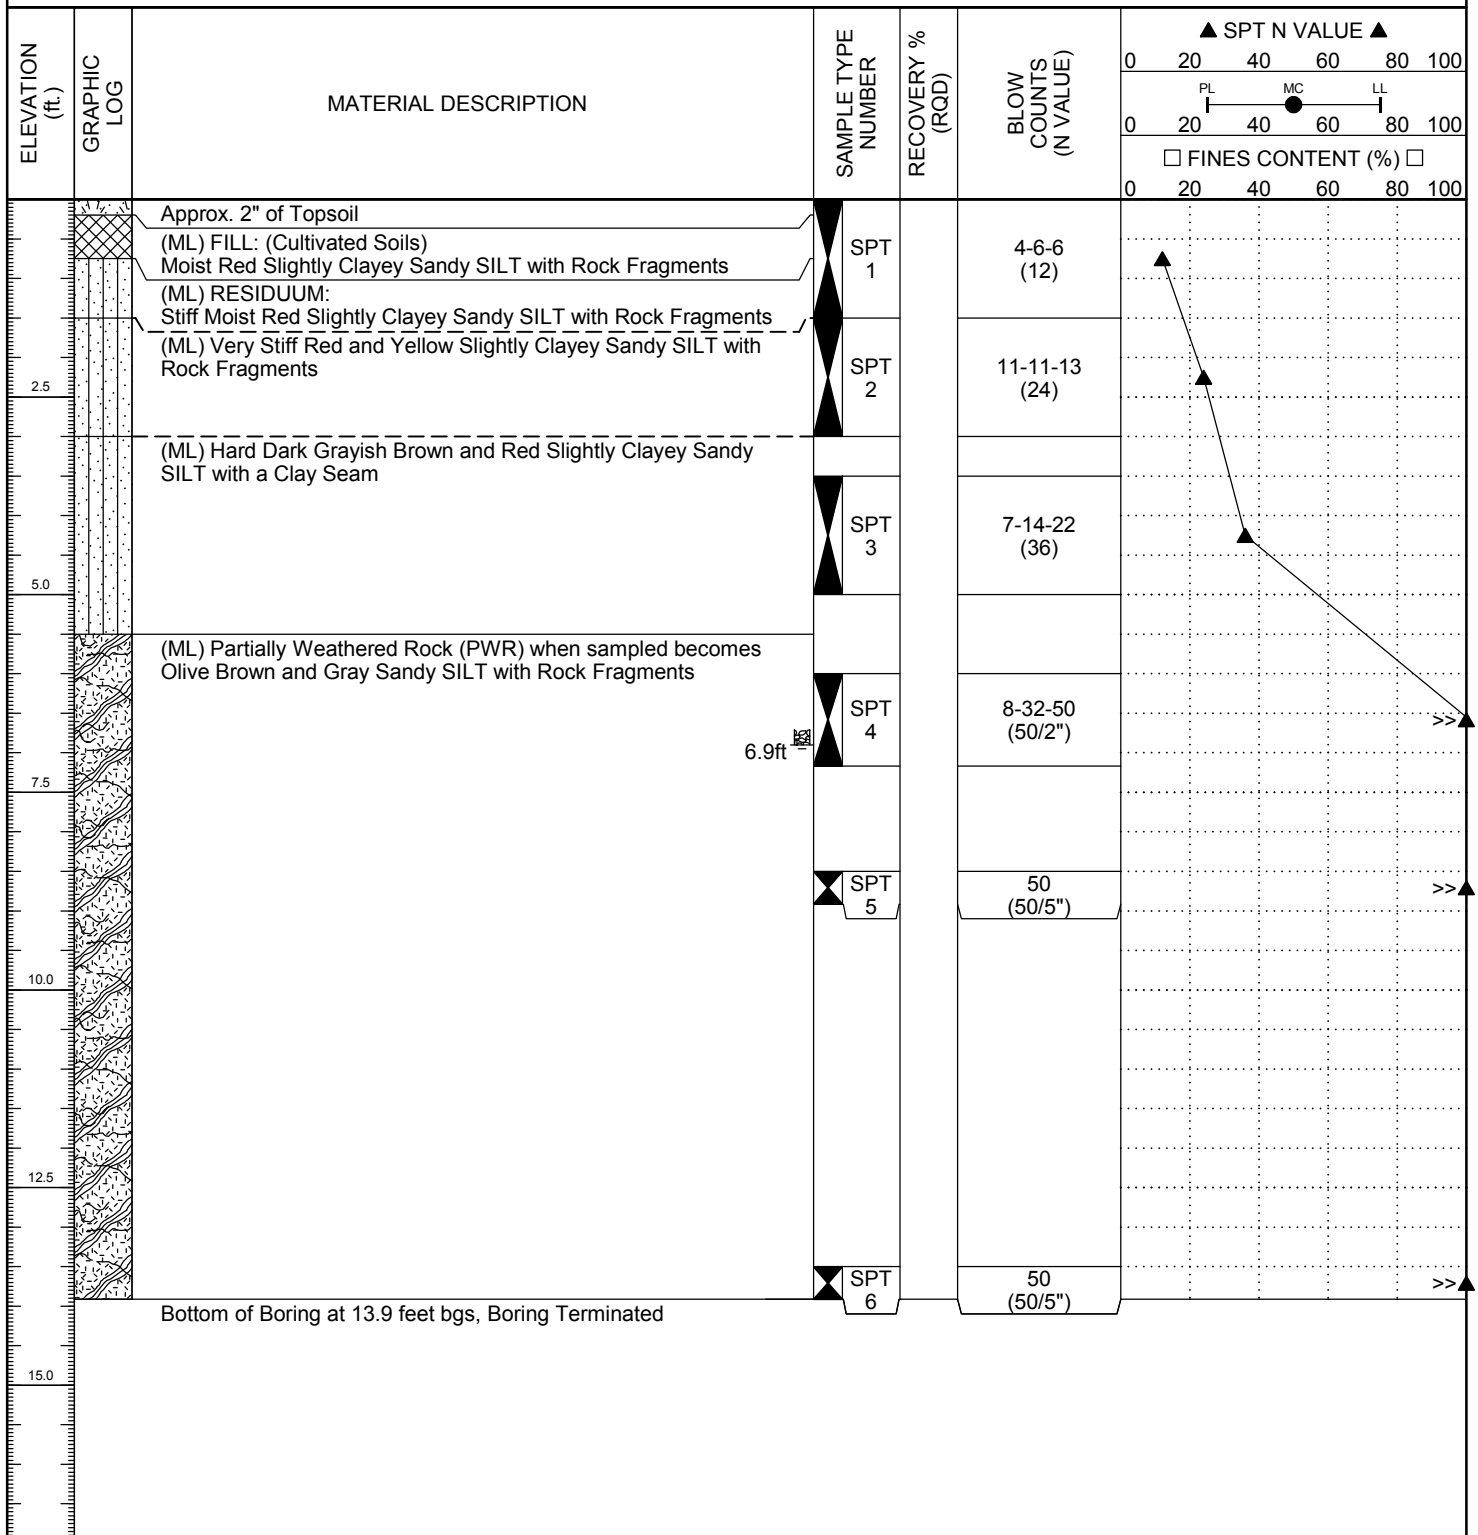 ELEVATION
(ft.)
GRAPHIC
LOG
MATERIAL DESCRIPTION
SAMPLE TYPE
NUMBER
RECOVERY %
(RQD)
BLOW
COUNTS
(N VALUE)
▲ SPT N VALUE ▲
0 20 40 60 80 100
PL MC LL
0 20 40 60 80 100
□ FINES CONTENT (%) □
0 20 40 60 80 100
Approx. 2" of Topsoil
(ML) FILL: (Cultivated Soils)
Moist Red Slightly Clayey Sandy SILT with Rock Fragments
(ML) RESIDUUM:
Stiff Moist Red Slightly Clayey Sandy SILT with Rock Fragments
SPT
1
4-6-6
(12)
(ML) Very Stiff Red and Yellow Slightly Clayey Sandy SILT with
Rock Fragments
SPT
2
11-11-13
(24)
2.5
(ML) Hard Dark Grayish Brown and Red Slightly Clayey Sandy
SILT with a Clay Seam
SPT
3
7-14-22
(36)
5.0
(ML) Partially Weathered Rock (PWR) when sampled becomes
Olive Brown and Gray Sandy SILT with Rock Fragments
SPT
4
8-32-50
(50/2")
>>
6.9ft
7.5
SPT
5
50
(50/5")
>>
10.0
12.5
SPT
6
50
(50/5")
>>
Bottom of Boring at 13.9 feet bgs, Boring Terminated
15.0